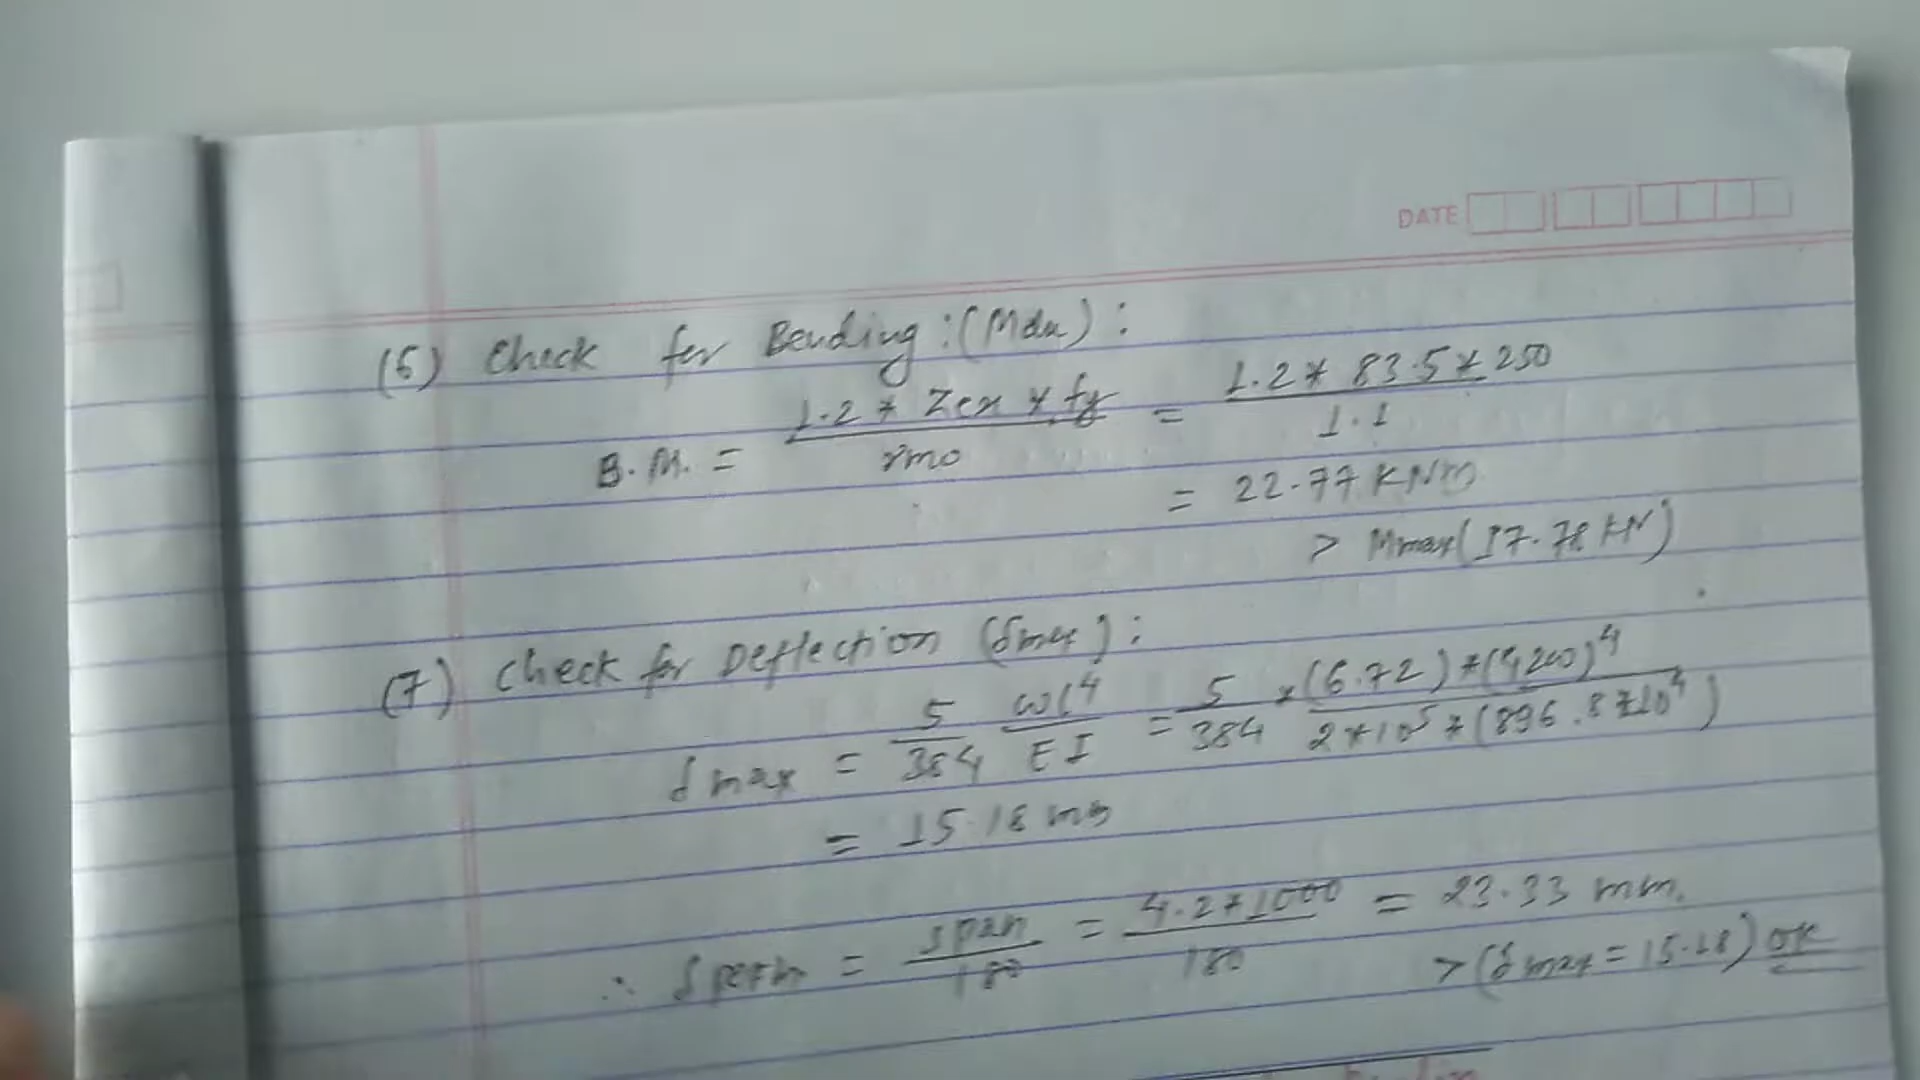 DATE
(6) Check for Bending : (Mdx) :
B.M. = 1.2 * Zex * fy / γmo = 1.2 * 83.5 * 250 / 1.1
= 22.77 KNm
> Mmax (17.78 KN)
(7) Check for Deflection (δmax) :
δmax = 5/384 wl⁴/EI = 5/384 * (6.72) * (4200)⁴ / 2*10⁵ * (896.8*10⁴)
= 15.18 mm
∴ δperm = span/180 = 4.2*1000/180 = 23.33 mm.
> (δmax = 15.18) OK